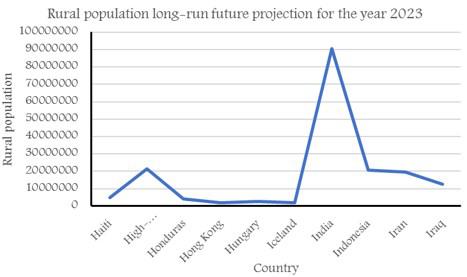 Rural population long-run future projection for the year 2023
100000000
90000000
80000000
70000000
60000000
50000000
40000000
30000000
20000000
10000000
0
Rural population
Haiti
High-...
Honduras
Hong Kong
Hungary
Iceland
India
Indonesia
Iran
Iraq
Country